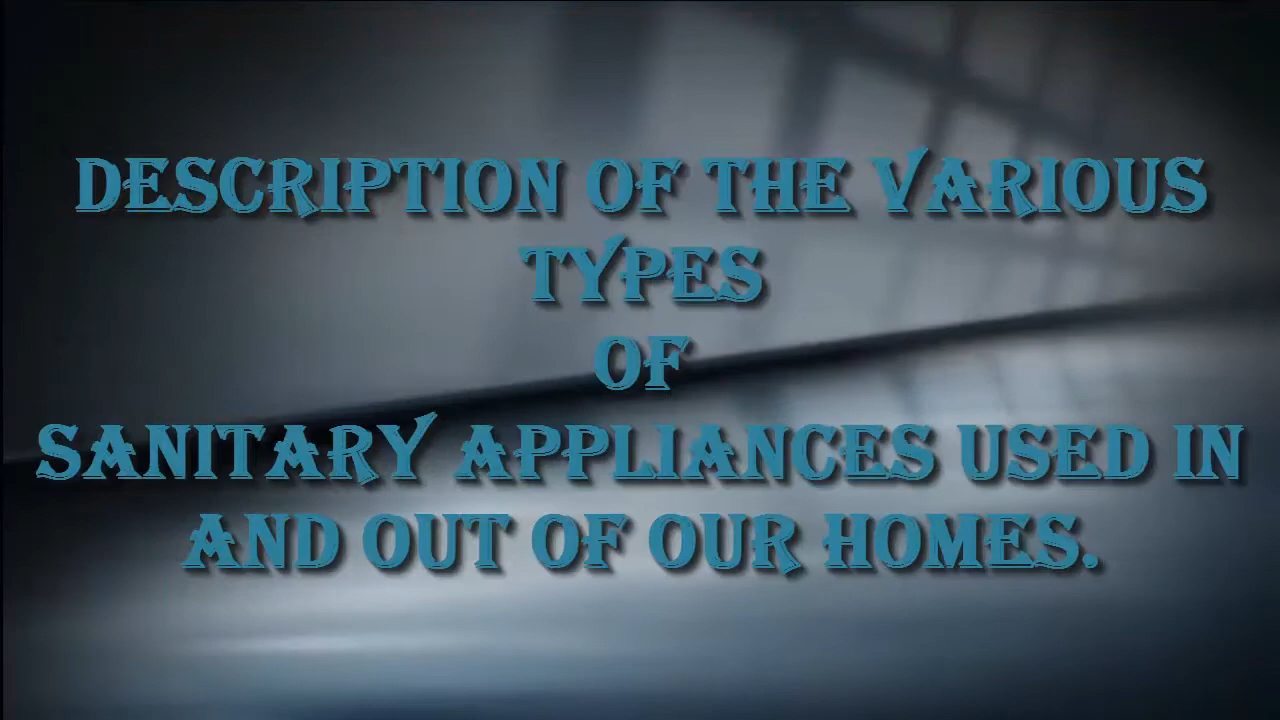 DESCRIPTION OF THE VARIOUS
TYPES
OF
SANITARY APPLIANCES USED IN
AND OUT OF OUR HOMES.